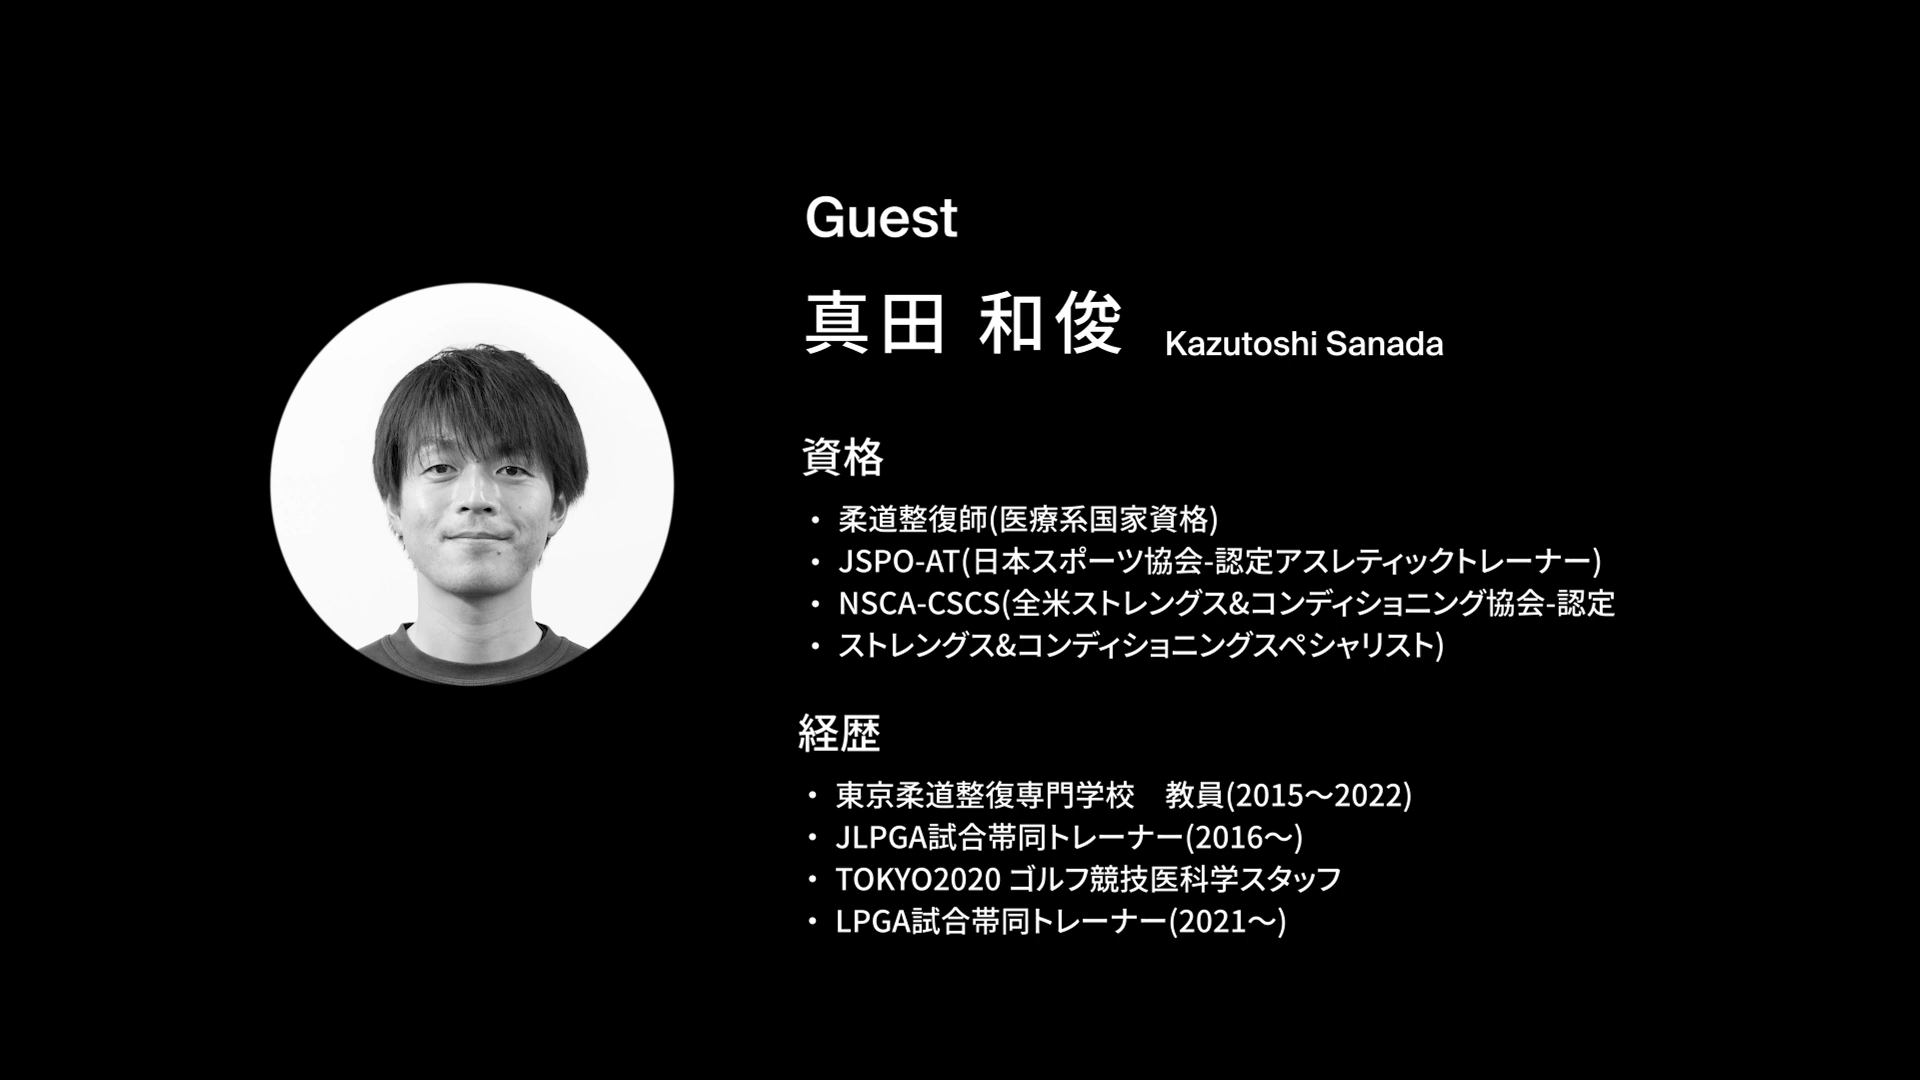 Guest
真田 和俊 Kazutoshi Sanada
資格
・ 柔道整復師(医療系国家資格)
・ JSPO-AT(日本スポーツ協会-認定アスレティックトレーナー)
・ NSCA-CSCS(全米ストレングス&コンディショニング協会-認定
・ ストレングス&コンディショニングスペシャリスト)
経歴
・ 東京柔道整復専門学校　教員(2015〜2022)
・ JLPGA試合帯同トレーナー(2016〜)
・ TOKYO2020 ゴルフ競技医科学スタッフ
・ LPGA試合帯同トレーナー(2021〜)